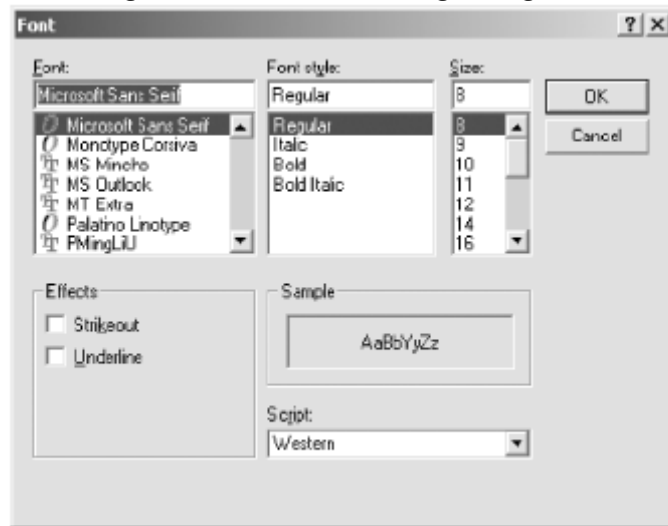 Font
Font: Font style: Size:
Microsoft Sans Serif Regular 8 OK
Microsoft Sans Serif Regular 8 Cancel
Monotype Corsiva Italic 9
MS Mincho Bold 10
MS Outlook Bold Italic 11
MT Extra 12
Palatino Linotype 14
PMingLiU 16
Effects Sample
Strikeout AaBbYyZz
Underline
Script:
Western